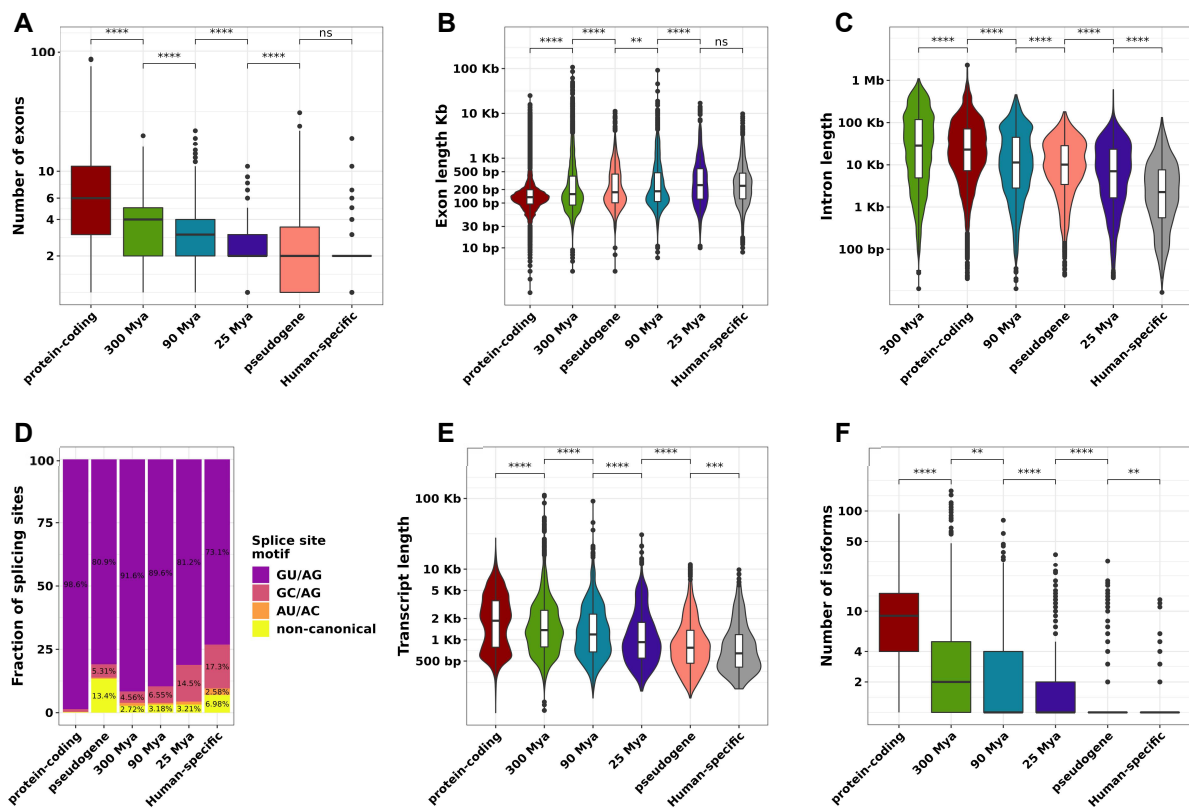 A
Number of exons
100
10
6
4
2
****
****
****
****
ns
protein-coding
300 Mya
90 Mya
25 Mya
pseudogene
Human-specific
B
Exon length Kb
100 Kb
10 Kb
1 Kb
500 bp
200 bp
100 bp
30 bp
10 bp
****
****
**
****
ns
protein-coding
300 Mya
pseudogene
90 Mya
25 Mya
Human-specific
C
Intron length
1 Mb
100 Kb
10 Kb
1 Kb
100 bp
****
****
****
****
****
300 Mya
protein-coding
90 Mya
pseudogene
25 Mya
Human-specific
D
Fraction of splicing sites
100
75
50
25
0
98.6%
80.9%
5.31%
13.4%
91.6%
4.56%
2.72%
89.6%
6.55%
3.18%
81.2%
14.5%
3.21%
73.1%
17.3%
2.58%
6.98%
protein-coding
pseudogene
300 Mya
90 Mya
25 Mya
Human-specific
Splice site
motif
GU/AG
GC/AG
AU/AC
non-canonical
E
Transcript length
100 Kb
10 Kb
5 Kb
2 Kb
1 Kb
500 bp
****
****
****
****
***
protein-coding
300 Mya
90 Mya
25 Mya
pseudogene
Human-specific
F
Number of isoforms
100
50
10
4
2
****
**
****
****
**
protein-coding
300 Mya
90 Mya
25 Mya
pseudogene
Human-specific